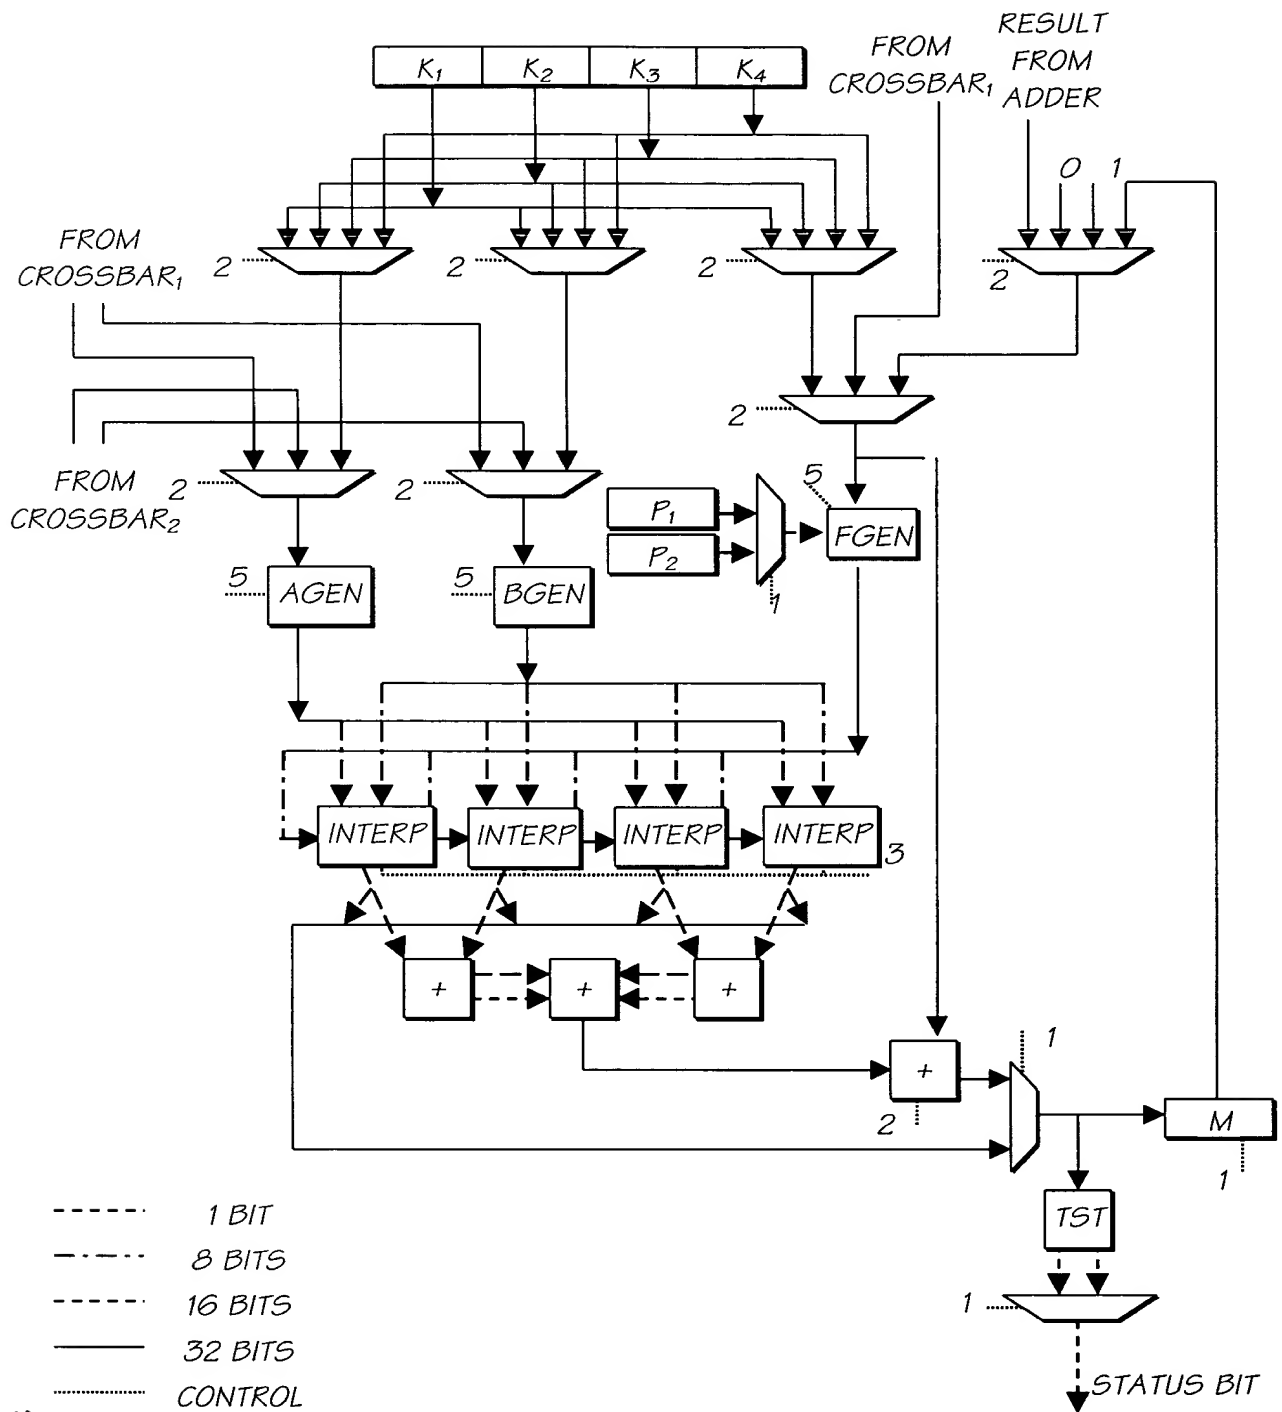 RESULT
FROM
ADDER
FROM
CROSSBAR1
K1 K2 K3 K4
0 1
FROM
CROSSBAR1
2 2 2 2
2
FROM
CROSSBAR2
2 2
P1
P2
5
FGEN
1
5 AGEN
5 BGEN
INTERP INTERP INTERP INTERP 3
+ + +
+
2
1
M
1
TST
1
STATUS BIT
1 BIT
8 BITS
16 BITS
32 BITS
CONTROL